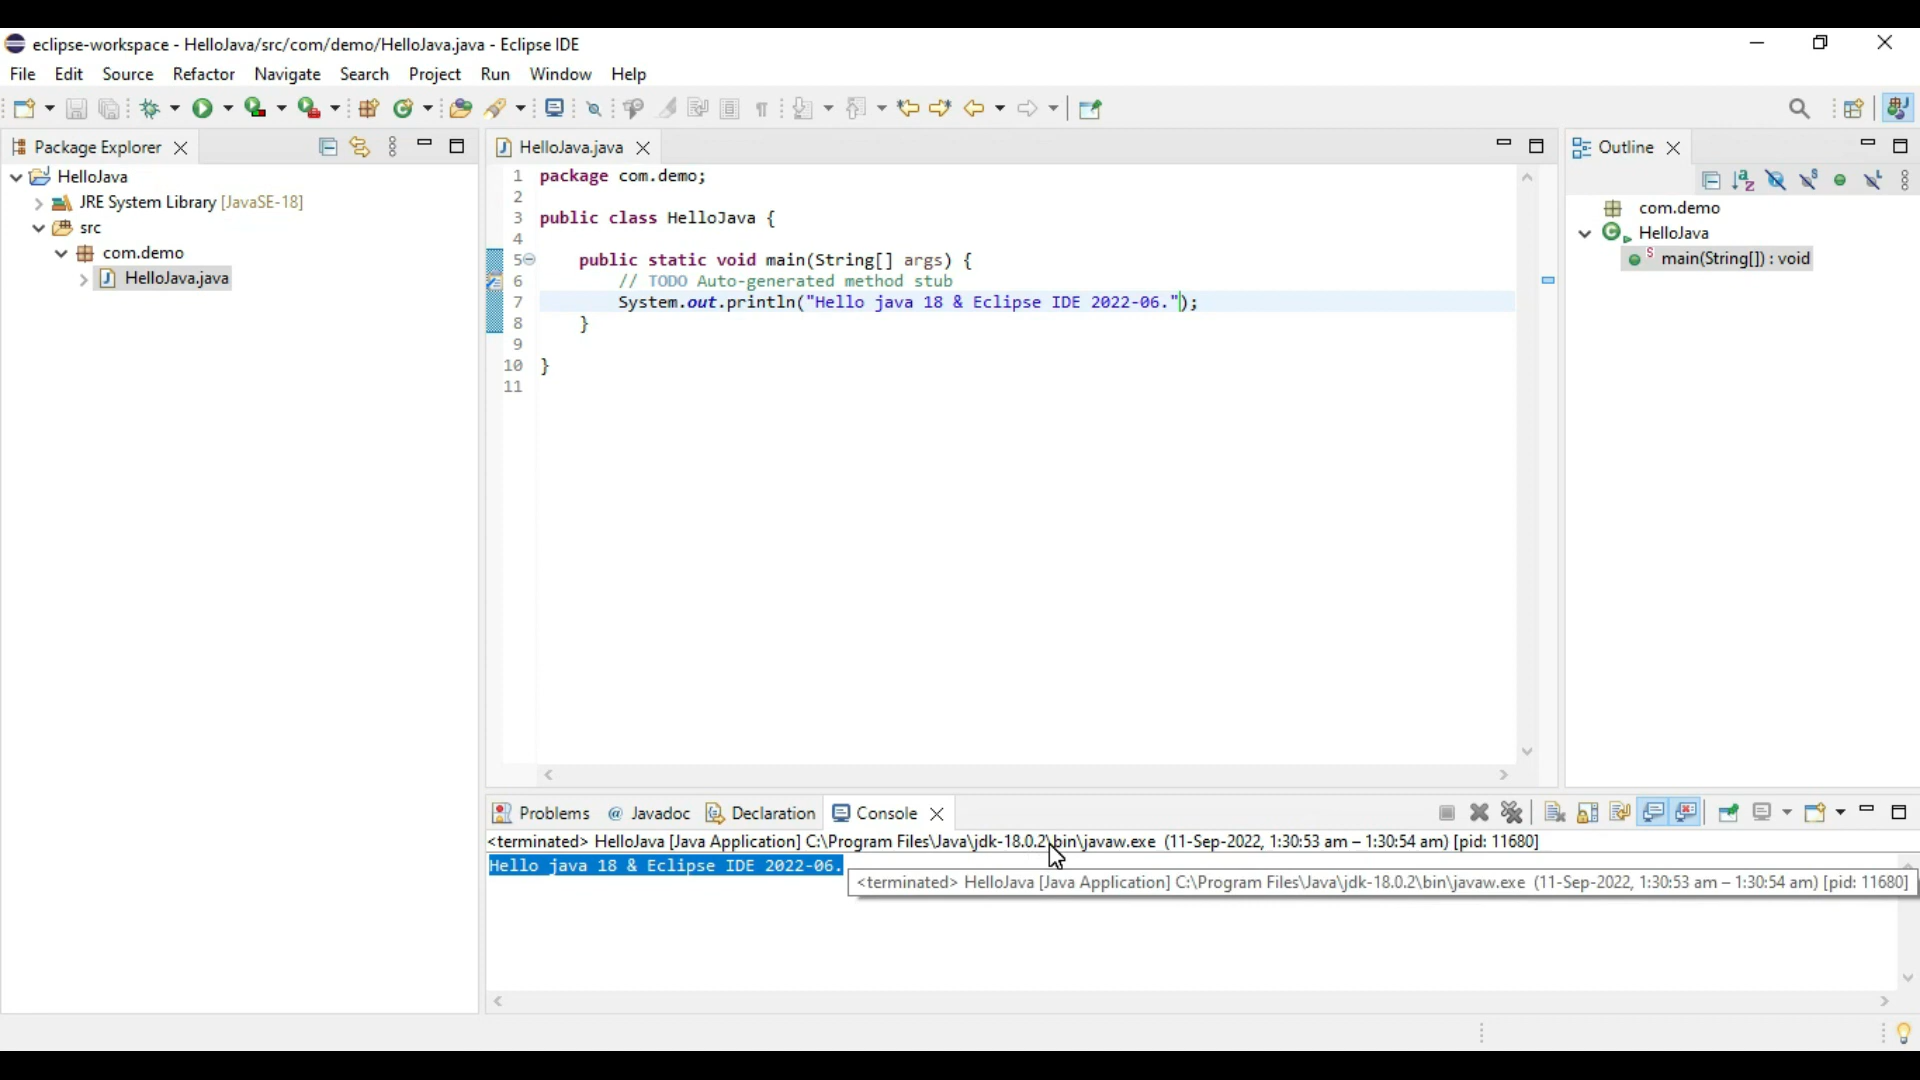 eclipse-workspace - HelloJava/src/com/demo/HelloJava.java - Eclipse IDE
File Edit Source Refactor Navigate Search Project Run Window Help
Package Explorer
HelloJava
JRE System Library [JavaSE-18]
src
com.demo
HelloJava.java
HelloJava.java
1 package com.demo;
2
3 public class HelloJava {
4
5 public static void main(String[] args) {
6 // TODO Auto-generated method stub
7 System.out.println("Hello java 18 & Eclipse IDE 2022-06.");
8 }
9
10 }
11
Outline
com.demo
HelloJava
main(String[]) : void
Problems @ Javadoc Declaration Console
<terminated> HelloJava [Java Application] C:\Program Files\Java\jdk-18.0.2\bin\javaw.exe (11-Sep-2022, 1:30:53 am – 1:30:54 am) [pid: 11680]
Hello java 18 & Eclipse IDE 2022-06.
<terminated> HelloJava [Java Application] C:\Program Files\Java\jdk-18.0.2\bin\javaw.exe (11-Sep-2022, 1:30:53 am – 1:30:54 am) [pid: 11680]